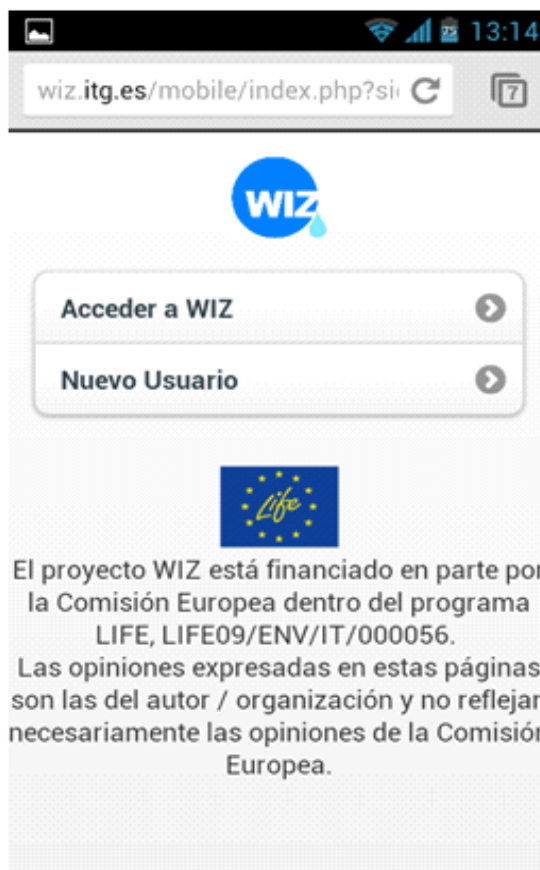 75 13:14
wiz.itg.es/mobile/index.php?si 7
WIZ
Acceder a WIZ
Nuevo Usuario
Life
El proyecto WIZ está financiado en parte por
la Comisión Europea dentro del programa
LIFE, LIFE09/ENV/IT/000056.
Las opiniones expresadas en estas páginas
son las del autor / organización y no reflejan
necesariamente las opiniones de la Comisión
Europea.